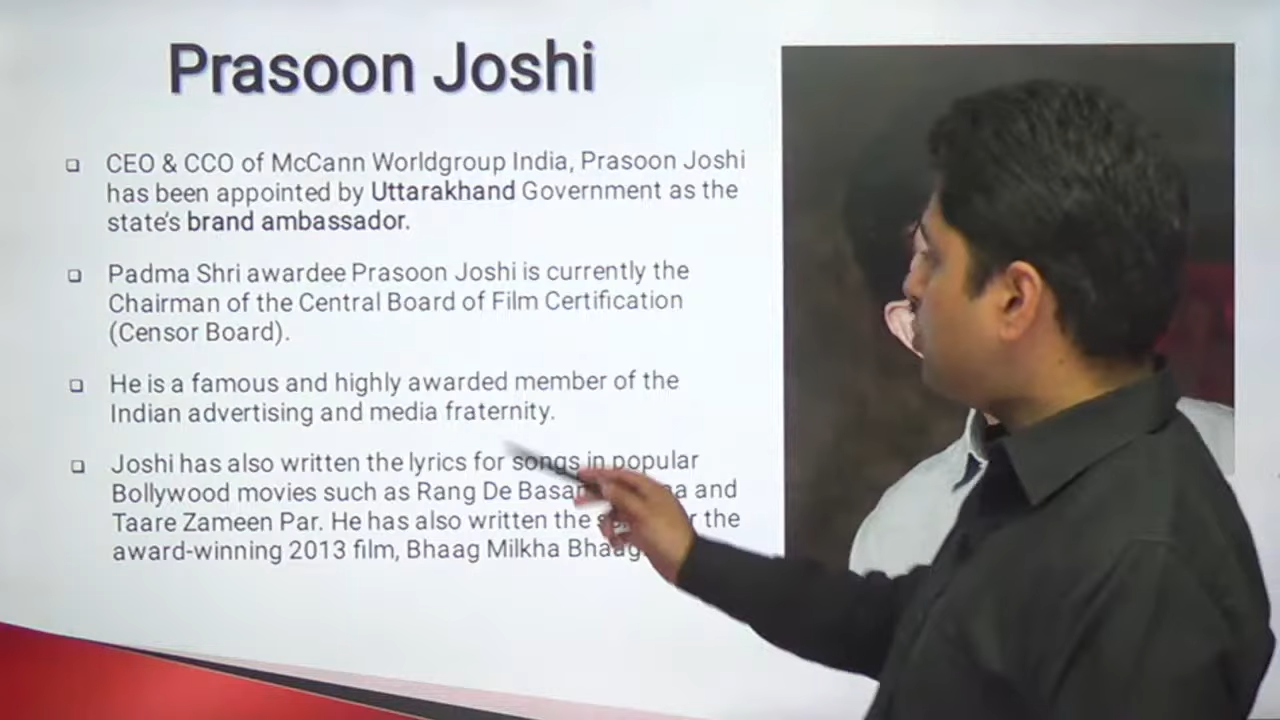 Prasoon Joshi
CEO & CCO of McCann Worldgroup India, Prasoon Joshi
has been appointed by Uttarakhand Government as the
state's brand ambassador.
Padma Shri awardee Prasoon Joshi is currently the
Chairman of the Central Board of Film Certification
(Censor Board).
He is a famous and highly awarded member of the
Indian advertising and media fraternity.
Joshi has also written the lyrics for songs in popular
Bollywood movies such as Rang De and
Taare Zameen Par. He has also written the the
award-winning 2013 film, Bhaag Milkha Bhaag